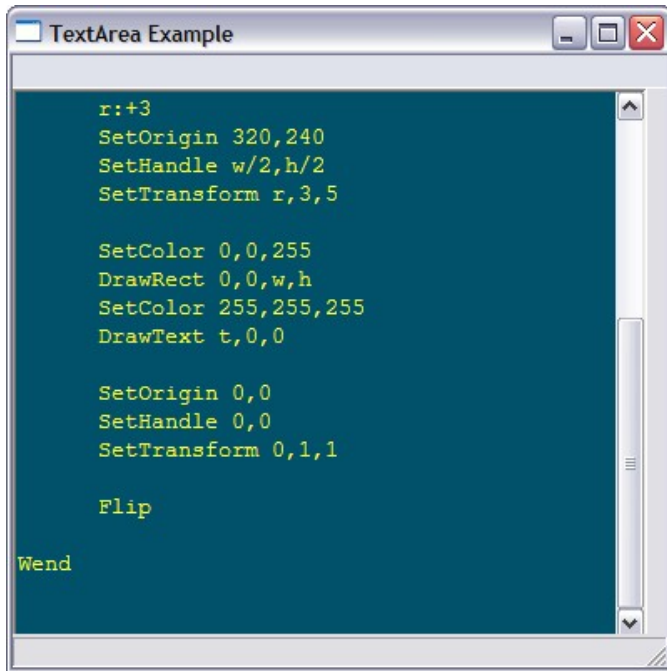 TextArea Example
r:+3
SetOrigin 320,240
SetHandle w/2,h/2
SetTransform r,3,5
SetColor 0,0,255
DrawRect 0,0,w,h
SetColor 255,255,255
DrawText t,0,0
SetOrigin 0,0
SetHandle 0,0
SetTransform 0,1,1
Flip
Wend